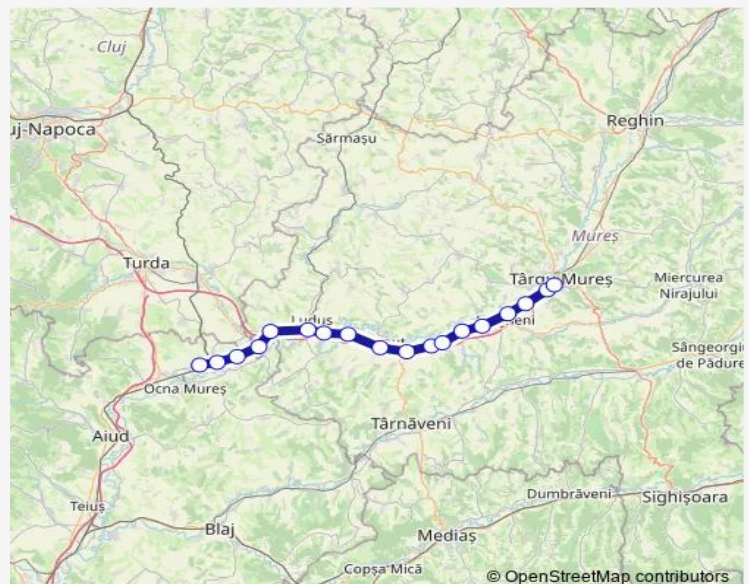 Cluj
Reghin
uj-Napoca
Sărmașu
Mureș
Turda
Târgu Mureș
Miercurea
Nirajului
Luduș
Sângeorgiu
de Pădure
Ocna Mureș
Târnăveni
Aiud
Dumbrăveni
Sighișoara
Teiuș
Blaj
Mediaș
Copșa Mică
© OpenStreetMap contributors